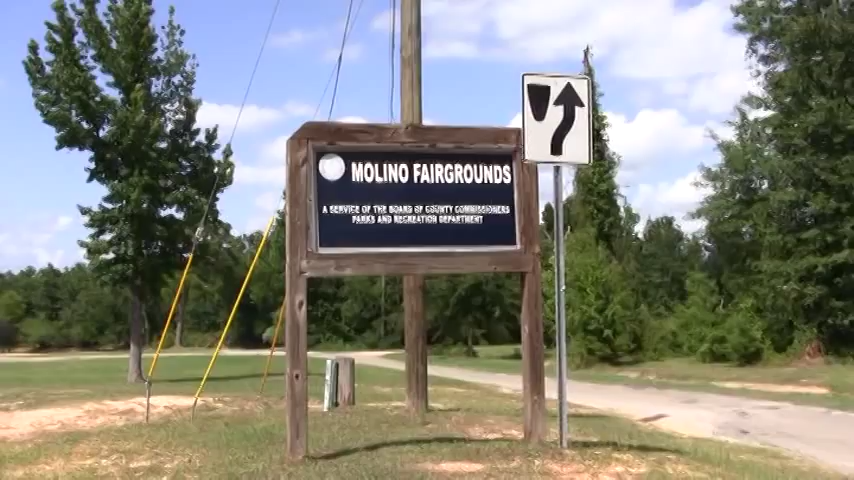 MOLINO FAIRGROUNDS
A SERVICE OF THE BOARD OF COUNTY COMMISSIONERS
PARKS AND RECREATION DEPARTMENT